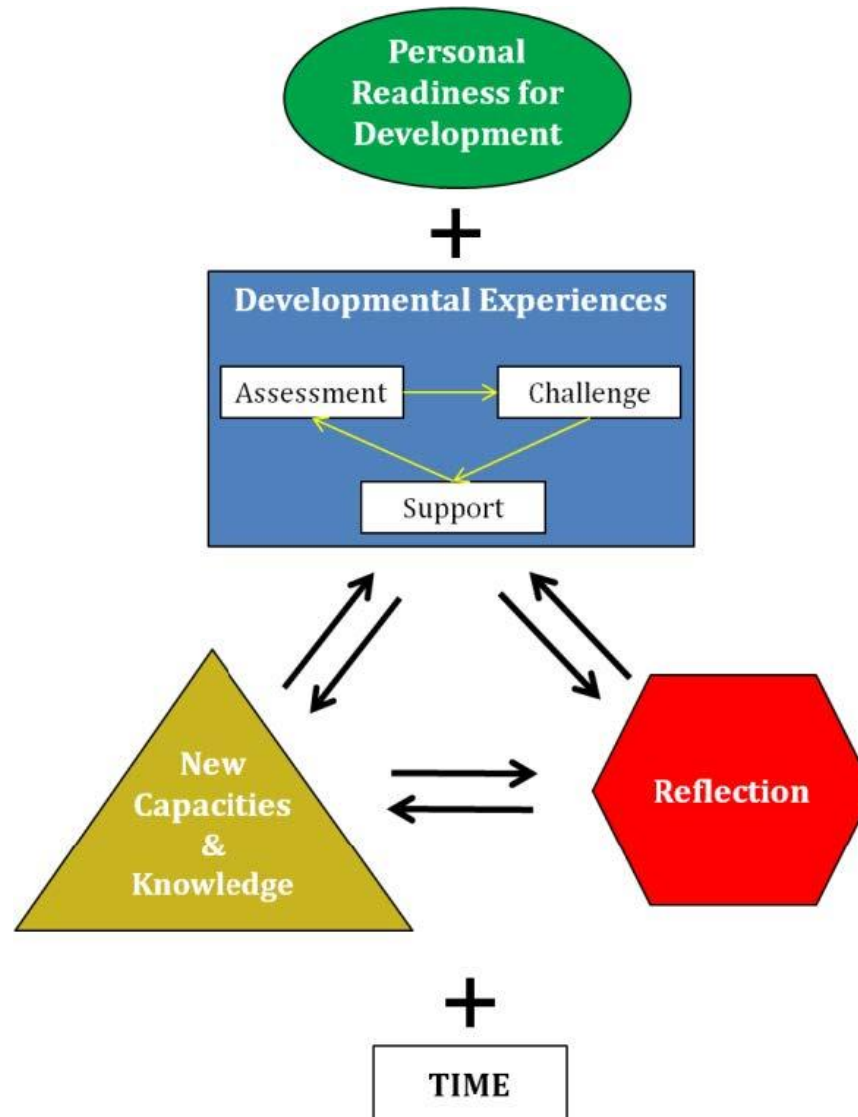 Personal
Readiness for
Development
+
Developmental Experiences
Assessment
Challenge
Support
New
Capacities
&
Knowledge
Reflection
+
TIME